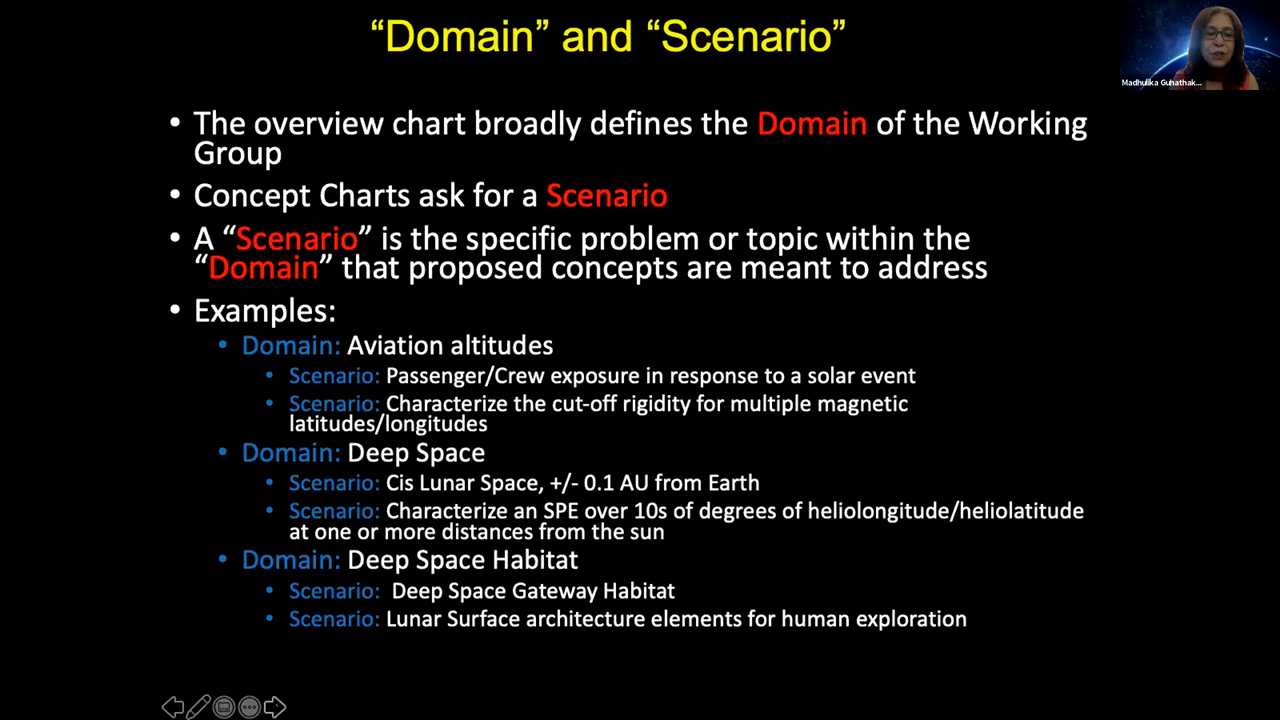 “Domain” and “Scenario”
Madhulika Guhathak...
• The overview chart broadly defines the Domain of the Working
Group
• Concept Charts ask for a Scenario
• A “Scenario” is the specific problem or topic within the
“Domain” that proposed concepts are meant to address
• Examples:
• Domain: Aviation altitudes
• Scenario: Passenger/Crew exposure in response to a solar event
• Scenario: Characterize the cut-off rigidity for multiple magnetic
latitudes/longitudes
• Domain: Deep Space
• Scenario: Cis Lunar Space, +/- 0.1 AU from Earth
• Scenario: Characterize an SPE over 10s of degrees of heliolongitude/heliolatitude
at one or more distances from the sun
• Domain: Deep Space Habitat
• Scenario: Deep Space Gateway Habitat
• Scenario: Lunar Surface architecture elements for human exploration